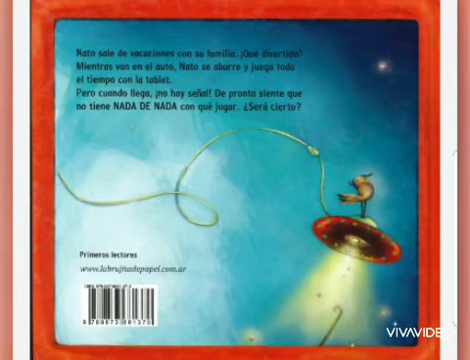 Nato sale de vacaciones con su familia. ¡Qué divertido!
Mientras van en el auto, Nato se aburre y juega todo
el tiempo con la tablet.
Pero cuando llega, ¡no hay señal! De pronto siente que
no tiene NADA DE NADA con qué jugar. ¿Será cierto?
Primeros lectores
www.labrujitadepapel.com.ar
VIVAVIDE